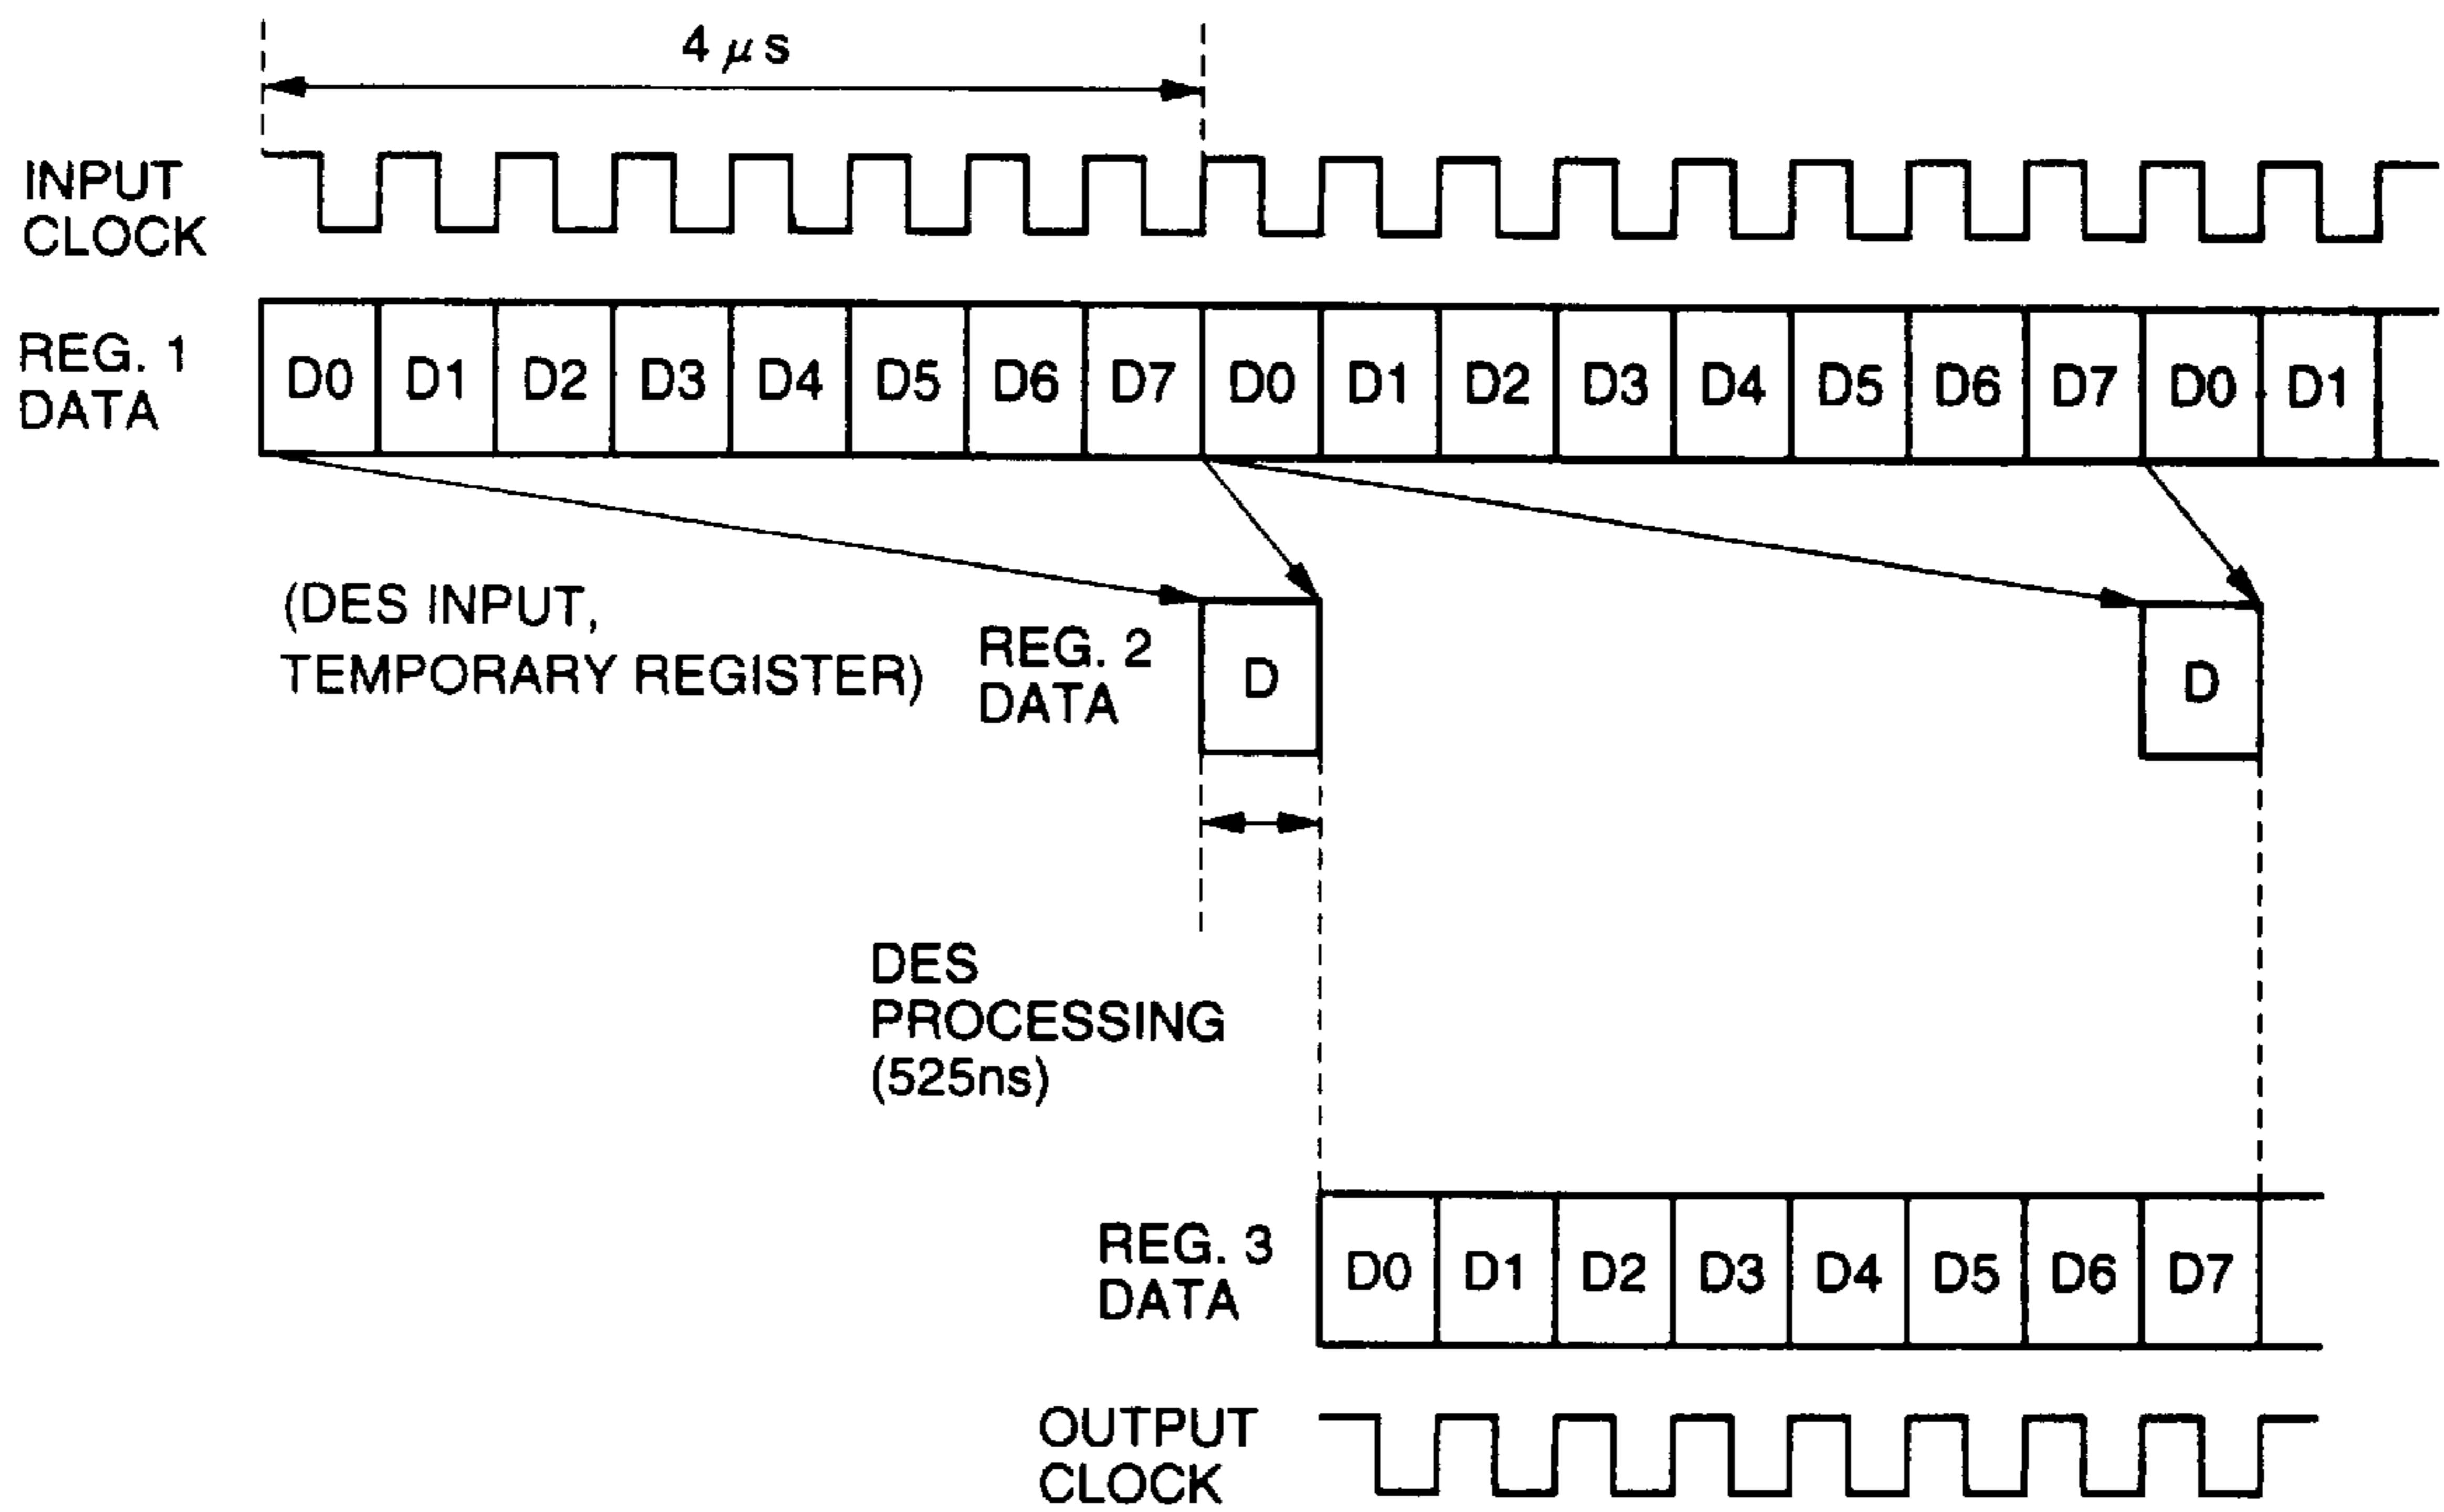 4 μs
INPUT
CLOCK
REG. 1
DATA
D0 D1 D2 D3 D4 D5 D6 D7 D0 D1 D2 D3 D4 D5 D6 D7 D0 D1
(DES INPUT,
TEMPORARY REGISTER)
REG. 2
DATA
D
D
DES
PROCESSING
(525ns)
REG. 3
DATA
D0 D1 D2 D3 D4 D5 D6 D7
OUTPUT
CLOCK